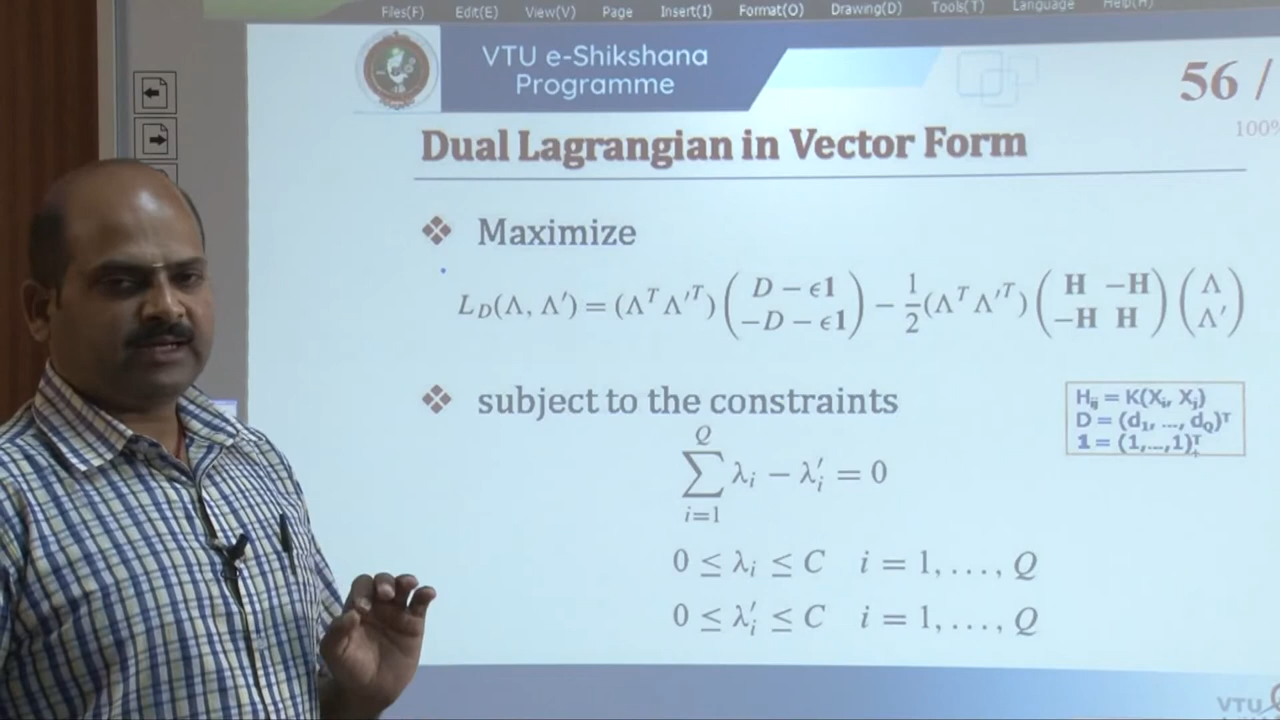 Files(F) Edit(E) View(V) Page Insert(I) Format(O) Drawing(D) Tools(T) Language Help(H)
VTU e-Shikshana
Programme
56 /
100%
Dual Lagrangian in Vector Form
❖ Maximize
L_D(Λ, Λ′) = (Λ^T Λ′^T) ( D − ϵ1 ; −D − ϵ1 ) − 1/2 (Λ^T Λ′^T) ( H −H ; −H H ) ( Λ ; Λ′ )
❖ subject to the constraints
H_ij = K(X_i, X_j)
D = (d_1, ..., d_Q)^T
1 = (1,...,1)^T
∑_{i=1}^{Q} λ_i − λ′_i = 0
0 ≤ λ_i ≤ C i = 1, . . . , Q
0 ≤ λ′_i ≤ C i = 1, . . . , Q
VTU